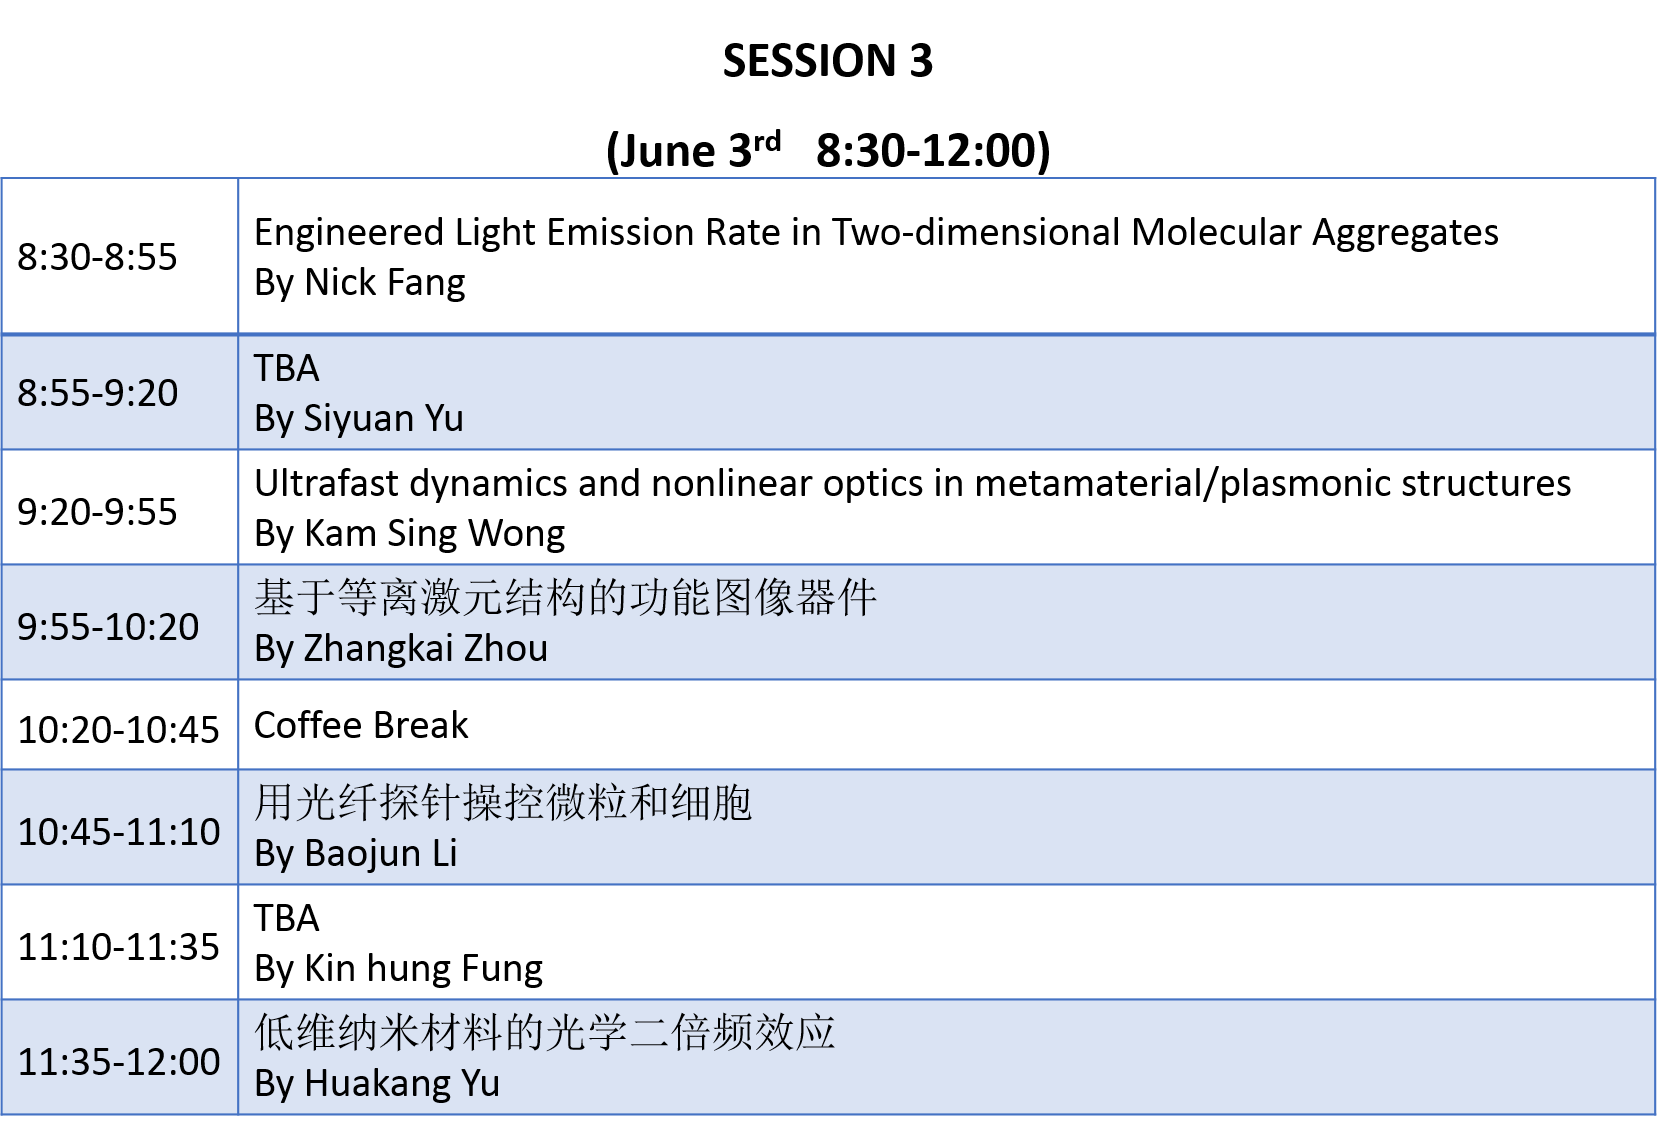 SESSION 3
(June 3rd 8:30-12:00)
8:30-8:55
Engineered Light Emission Rate in Two-dimensional Molecular Aggregates
By Nick Fang
8:55-9:20
TBA
By Siyuan Yu
9:20-9:55
Ultrafast dynamics and nonlinear optics in metamaterial/plasmonic structures
By Kam Sing Wong
9:55-10:20
基于等离激元结构的功能图像器件
By Zhangkai Zhou
10:20-10:45
Coffee Break
10:45-11:10
用光纤探针操控微粒和细胞
By Baojun Li
11:10-11:35
TBA
By Kin hung Fung
11:35-12:00
低维纳米材料的光学二倍频效应
By Huakang Yu